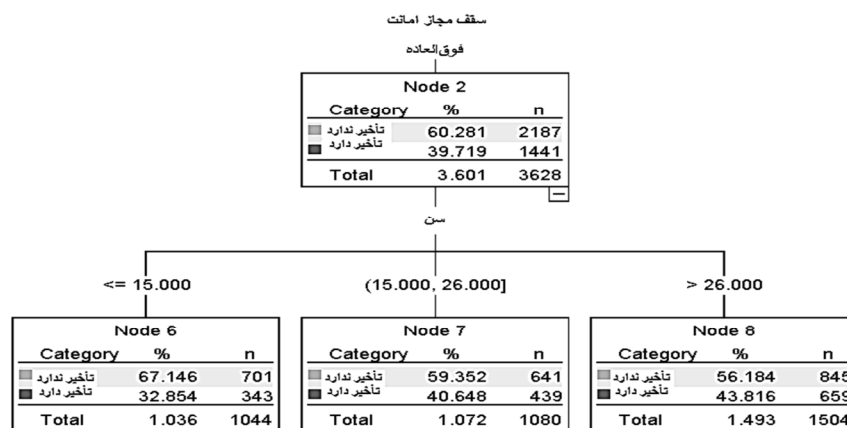 سقف مجاز امانت
فوق‌العاده
Node 2
Category % n
تأخیر ندارد 60.281 2187
تأخیر دارد 39.719 1441
Total 3.601 3628
سن
<= 15.000 (15.000, 26.000] > 26.000
Node 6
Category % n
تأخیر ندارد 67.146 701
تأخیر دارد 32.854 343
Total 1.036 1044
Node 7
Category % n
تأخیر ندارد 59.352 641
تأخیر دارد 40.648 439
Total 1.072 1080
Node 8
Category % n
تأخیر ندارد 56.184 845
تأخیر دارد 43.816 659
Total 1.493 1504